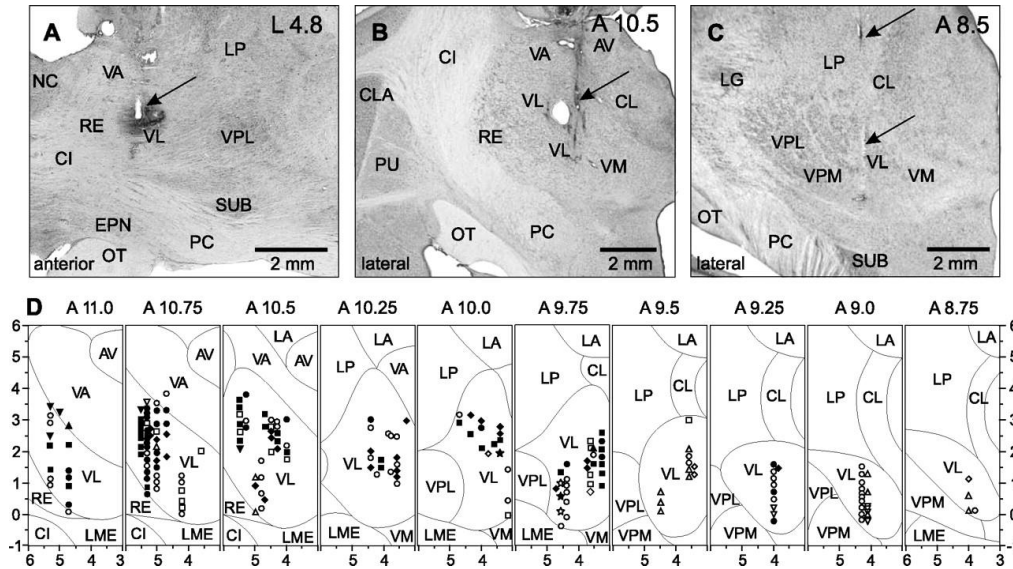 A L 4.8
LP
VA
NC
RE VL VPL
CI
SUB
EPN
PC
OT
anterior 2 mm
B A 10.5
AV
VA
CI
CLA
VL CL
RE
VL
PU VM
OT PC
lateral 2 mm
C A 8.5
LP
LG CL
VPL
VL
VPM VM
OT
PC
SUB
lateral 2 mm
D A 11.0 A 10.75 A 10.5 A 10.25 A 10.0 A 9.75 A 9.5 A 9.25 A 9.0 A 8.75
6
5
4
3
2
1
0
-1
AV
VA
VL
RE
CI LME
6 5 4 3
AV
VA
VL
RE
CI LME
5 4
LA
VA AV
VL
RE
CI LME
5 4
LA
LP VA
VL
LME VM
5 4
LA
LP VA
VL
VPL
LME VM
5 4
LA
CL
LP
VL
VPL
LME
5 4
LA
LP CL
VL
VPL
VPM
5 4
LA
LP CL
VL
VPL
VPM
5 4
LA
LP CL
VL
VPL
VPM
5 4
LA
LP
CL
VL
VPL
VPM
LME
6 5 4 3
6
5
4
3
2
1
0
-1